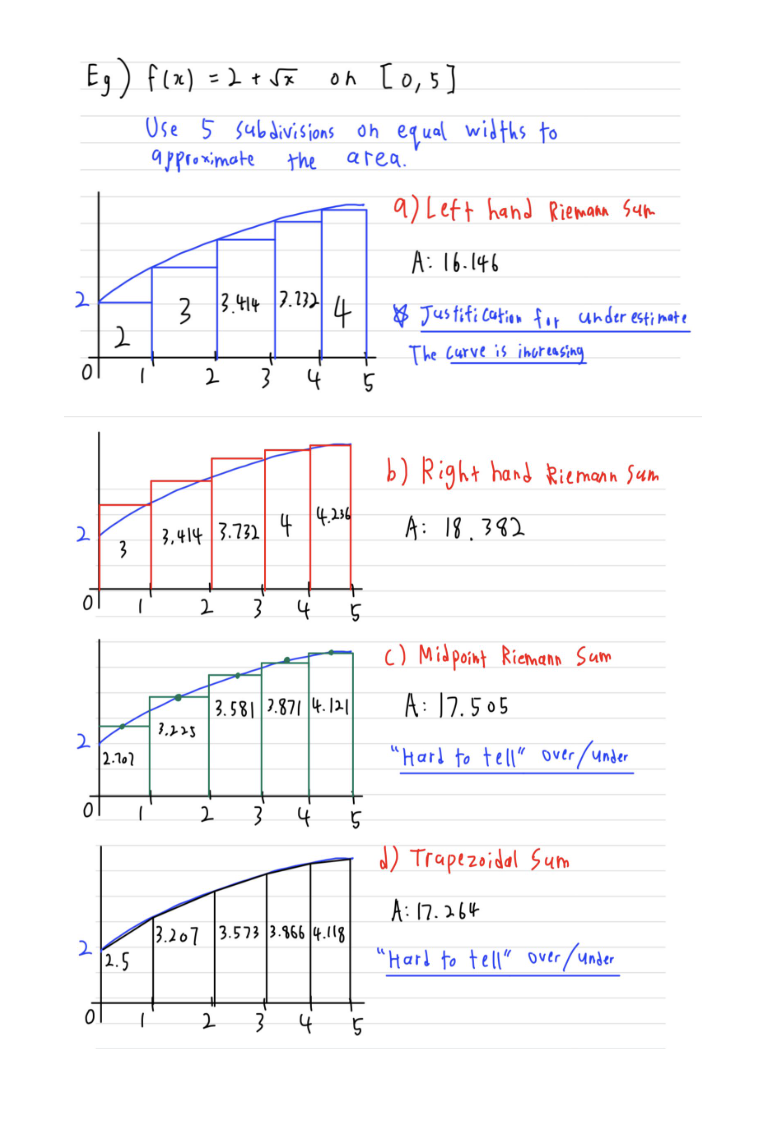 Eg) f(x) = 2 + √x on [0, 5]
Use 5 subdivisions on equal widths to
approximate the area.
a) Left hand Riemann Sum
A: 16.146
Justification for underestimate
The curve is increasing
2
2 3 3.414 3.732 4
0 1 2 3 4 5
b) Right hand Riemann Sum
A: 18.382
2
3 3.414 3.732 4 4.236
0 1 2 3 4 5
c) Midpoint Riemann Sum
A: 17.505
"Hard to tell" over/under
2
2.707 3.225 3.581 3.871 4.121
0 1 2 3 4 5
d) Trapezoidal Sum
A: 17.264
"Hard to tell" over/under
2
2.5 3.207 3.573 3.866 4.118
0 1 2 3 4 5